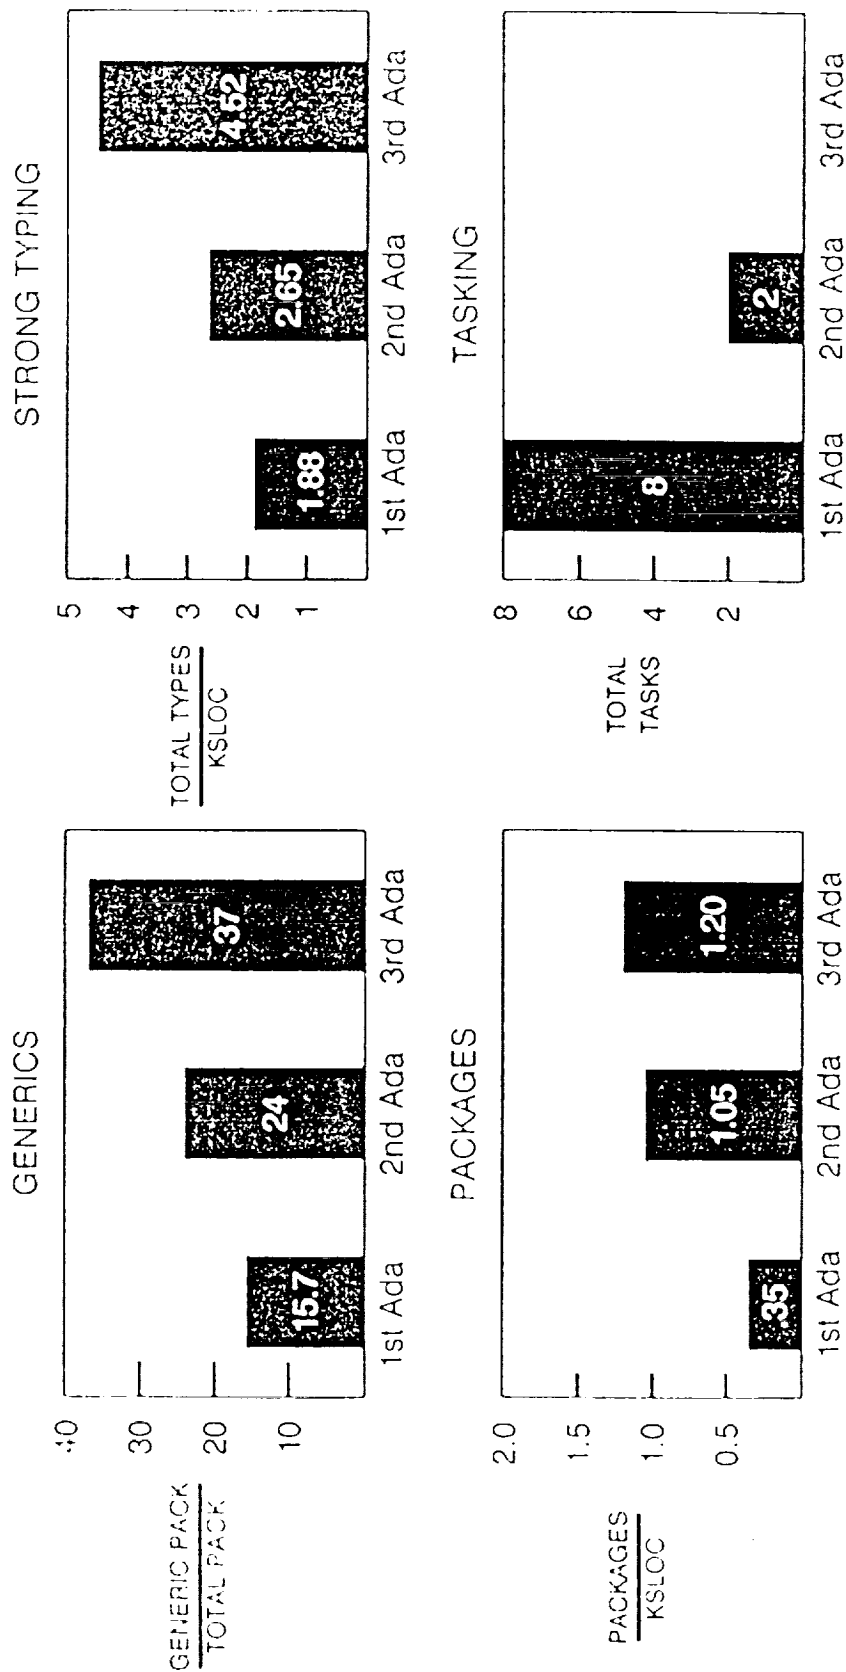 GENERICS
GENERIC PACK
TOTAL PACK
40
30
20
10
15.7
24
37
1st Ada
2nd Ada
3rd Ada
STRONG TYPING
TOTAL TYPES
KSLOC
5
4
3
2
1
1.88
2.65
4.52
1st Ada
2nd Ada
3rd Ada
PACKAGES
PACKAGES
KSLOC
2.0
1.5
1.0
0.5
.35
1.05
1.20
1st Ada
2nd Ada
3rd Ada
TASKING
TOTAL
TASKS
8
6
4
2
8
2
1st Ada
2nd Ada
3rd Ada